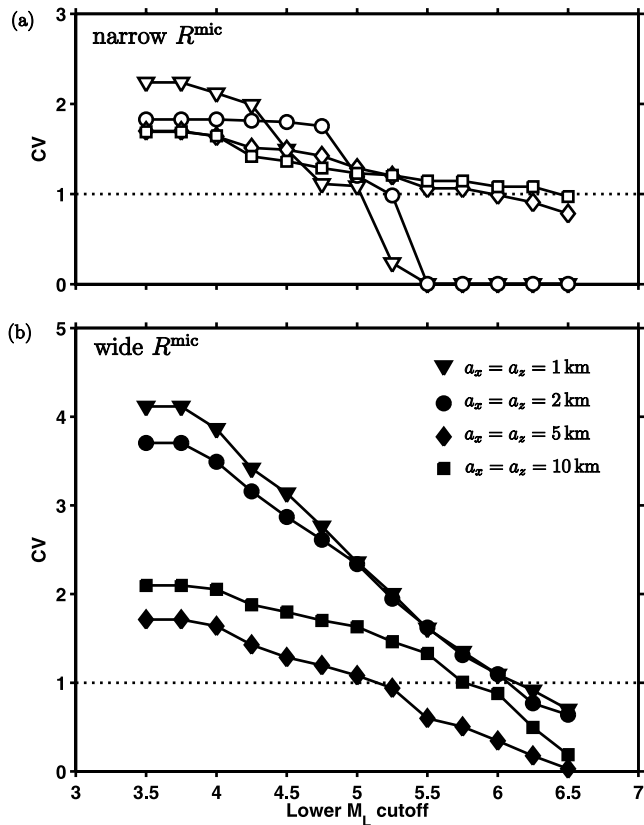 (a)
narrow R^mic
3
2
1
0
CV
(b)
wide R^mic
a_x = a_z = 1 km
a_x = a_z = 2 km
a_x = a_z = 5 km
a_x = a_z = 10 km
5
4
3
2
1
0
CV
3 3.5 4 4.5 5 5.5 6 6.5 7
Lower M_L cutoff